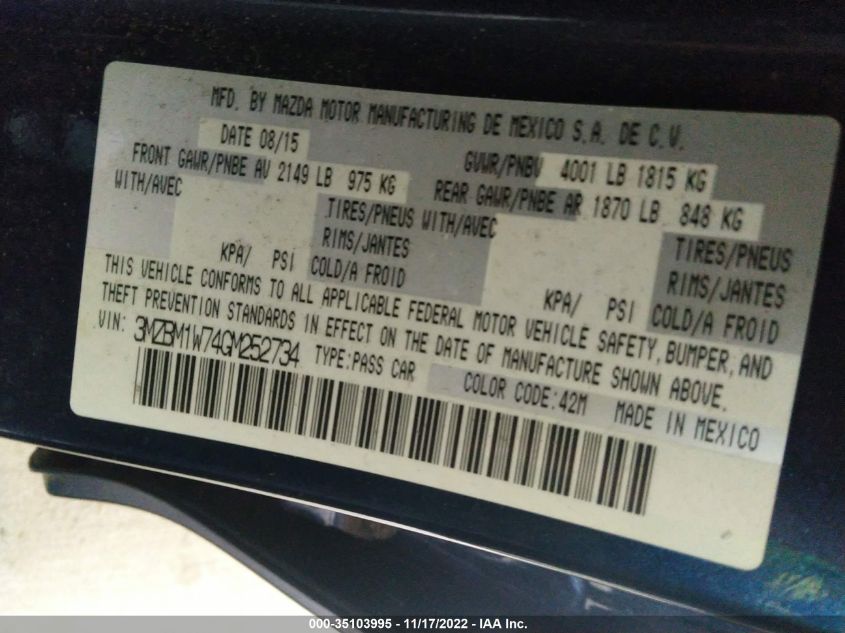 MFD. BY MAZDA MOTOR MANUFACTURING DE MEXICO S.A. DE C.V.
DATE 08/15 GVWR/PNBV 4001 LB 1815 KG
FRONT GAWR/PNBE AV 2149 LB 975 KG REAR GAWR/PNBE AR 1870 LB 848 KG
WITH/AVEC TIRES/PNEUS WITH/AVEC TIRES/PNEUS
RIMS/JANTES RIMS/JANTES
KPA/ PSI COLD/A FROID KPA/ PSI COLD/A FROID
THIS VEHICLE CONFORMS TO ALL APPLICABLE FEDERAL MOTOR VEHICLE SAFETY, BUMPER, AND
THEFT PREVENTION STANDARDS IN EFFECT ON THE DATE OF MANUFACTURE SHOWN ABOVE.
VIN: 3MZBM1W74GM252734 TYPE:PASS CAR COLOR CODE:42M MADE IN MEXICO
000-35103995 - 11/17/2022 - IAA Inc.